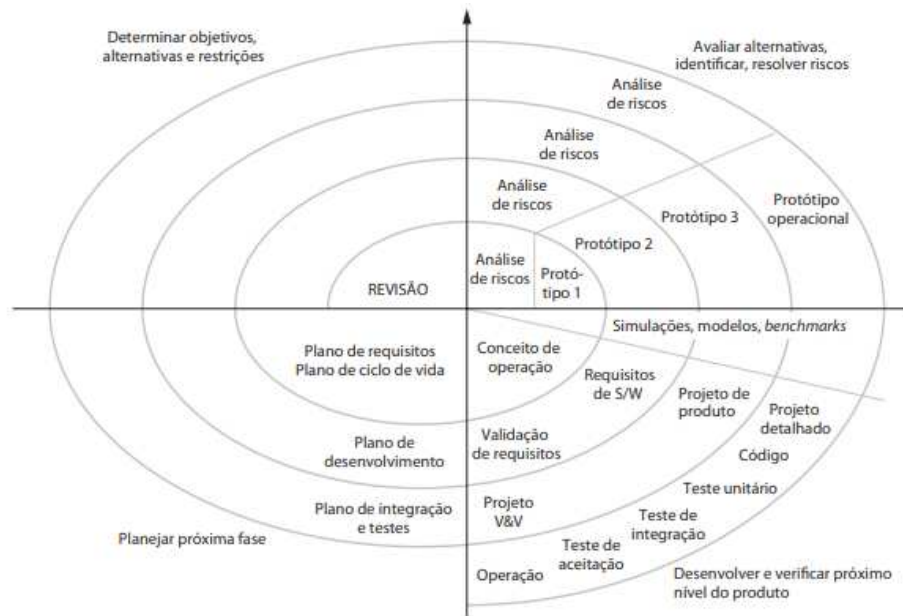 Determinar objetivos,
alternativas e restrições
Avaliar alternativas,
identificar, resolver riscos
Análise
de riscos
Análise
de riscos
Análise
de riscos
Análise
de riscos
Protótipo
operacional
Protótipo 3
Protótipo 2
Protó-
tipo 1
REVISÃO
Simulações, modelos, benchmarks
Plano de requisitos
Plano de ciclo de vida
Conceito de
operação
Requisitos
de S/W
Projeto de
produto
Projeto
detalhado
Plano de
desenvolvimento
Validação
de requisitos
Código
Teste unitário
Plano de integração
e testes
Projeto
V&V
Teste de
integração
Teste de
aceitação
Operação
Planejar próxima fase
Desenvolver e verificar próximo
nível do produto